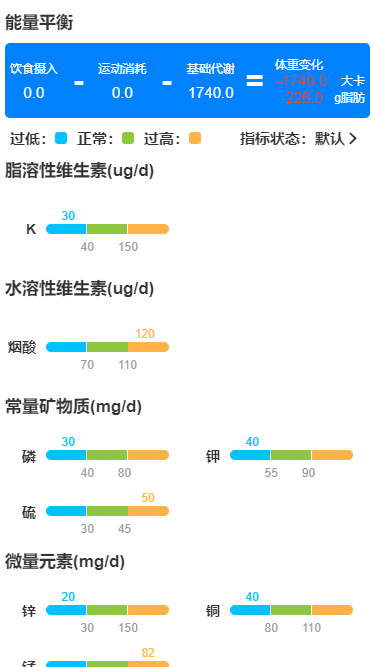 能量平衡
饮食摄入 运动消耗 基础代谢 体重变化
0.0 - 0.0 - 1740.0 = -1740.0 大卡
-226.0 g脂肪
过低： 正常： 过高： 指标状态：默认
脂溶性维生素(ug/d)
30
K
40 150
水溶性维生素(ug/d)
120
烟酸
70 110
常量矿物质(mg/d)
30 40
磷 钾
40 80 55 90
50
硫
30 45
微量元素(mg/d)
20 40
锌 铜
30 150 80 110
82
锰